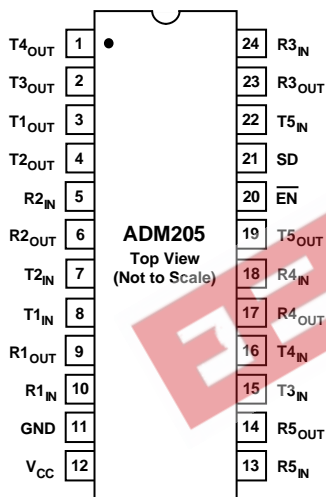 T4OUT 1 24 R3IN
T3OUT 2 23 R3OUT
T1OUT 3 22 T5IN
T2OUT 4 21 SD
R2IN 5 20 E̅N̅
R2OUT 6 19 T5OUT
ADM205
Top View
(Not to Scale)
T2IN 7 18 R4IN
T1IN 8 17 R4OUT
R1OUT 9 16 T4IN
R1IN 10 15 T3IN
GND 11 14 R5OUT
VCC 12 13 R5IN